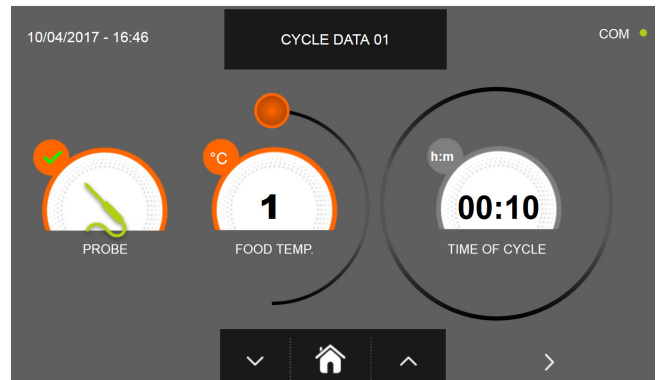 10/04/2017 - 16:46
CYCLE DATA 01
COM
°C
h:m
1
00:10
PROBE
FOOD TEMP.
TIME OF CYCLE